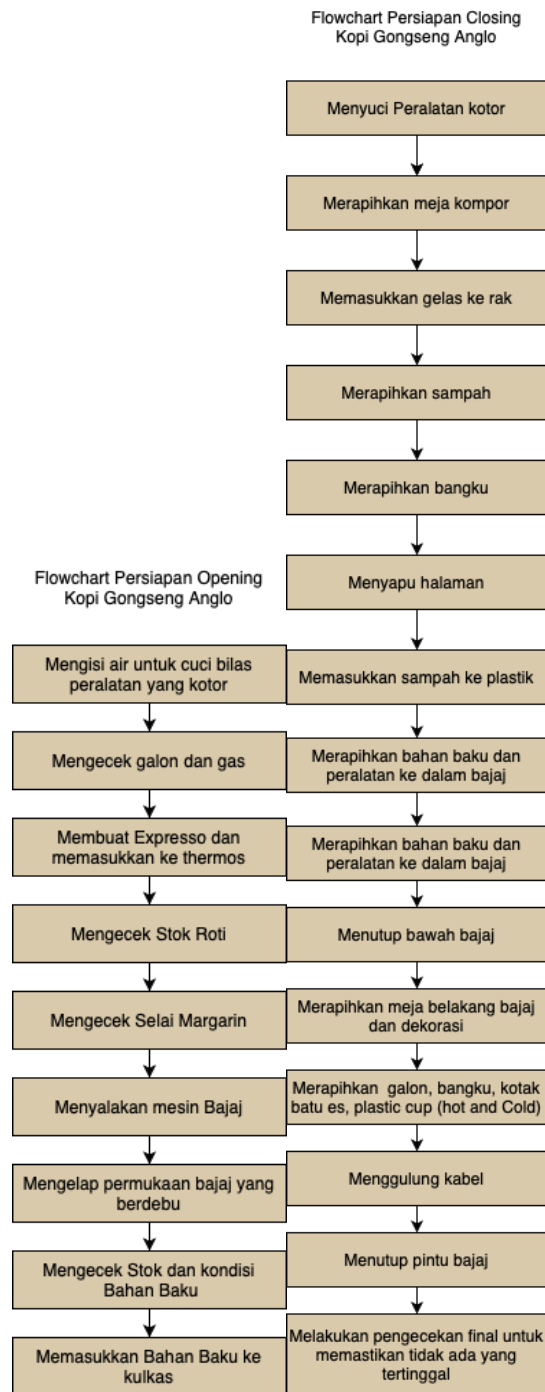 Flowchart Persiapan Closing
Kopi Gongseng Anglo
Menyuci Peralatan kotor
Merapihkan meja kompor
Memasukkan gelas ke rak
Merapihkan sampah
Merapihkan bangku
Menyapu halaman
Memasukkan sampah ke plastik
Merapihkan bahan baku dan
peralatan ke dalam bajaj
Merapihkan bahan baku dan
peralatan ke dalam bajaj
Menutup bawah bajaj
Merapihkan meja belakang bajaj
dan dekorasi
Merapihkan galon, bangku, kotak
batu es, plastic cup (hot and Cold)
Menggulung kabel
Menutup pintu bajaj
Melakukan pengecekan final untuk
memastikan tidak ada yang
tertinggal
Flowchart Persiapan Opening
Kopi Gongseng Anglo
Mengisi air untuk cuci bilas
peralatan yang kotor
Mengecek galon dan gas
Membuat Expresso dan
memasukkan ke thermos
Mengecek Stok Roti
Mengecek Selai Margarin
Menyalakan mesin Bajaj
Mengelap permukaan bajaj yang
berdebu
Mengecek Stok dan kondisi
Bahan Baku
Memasukkan Bahan Baku ke
kulkas